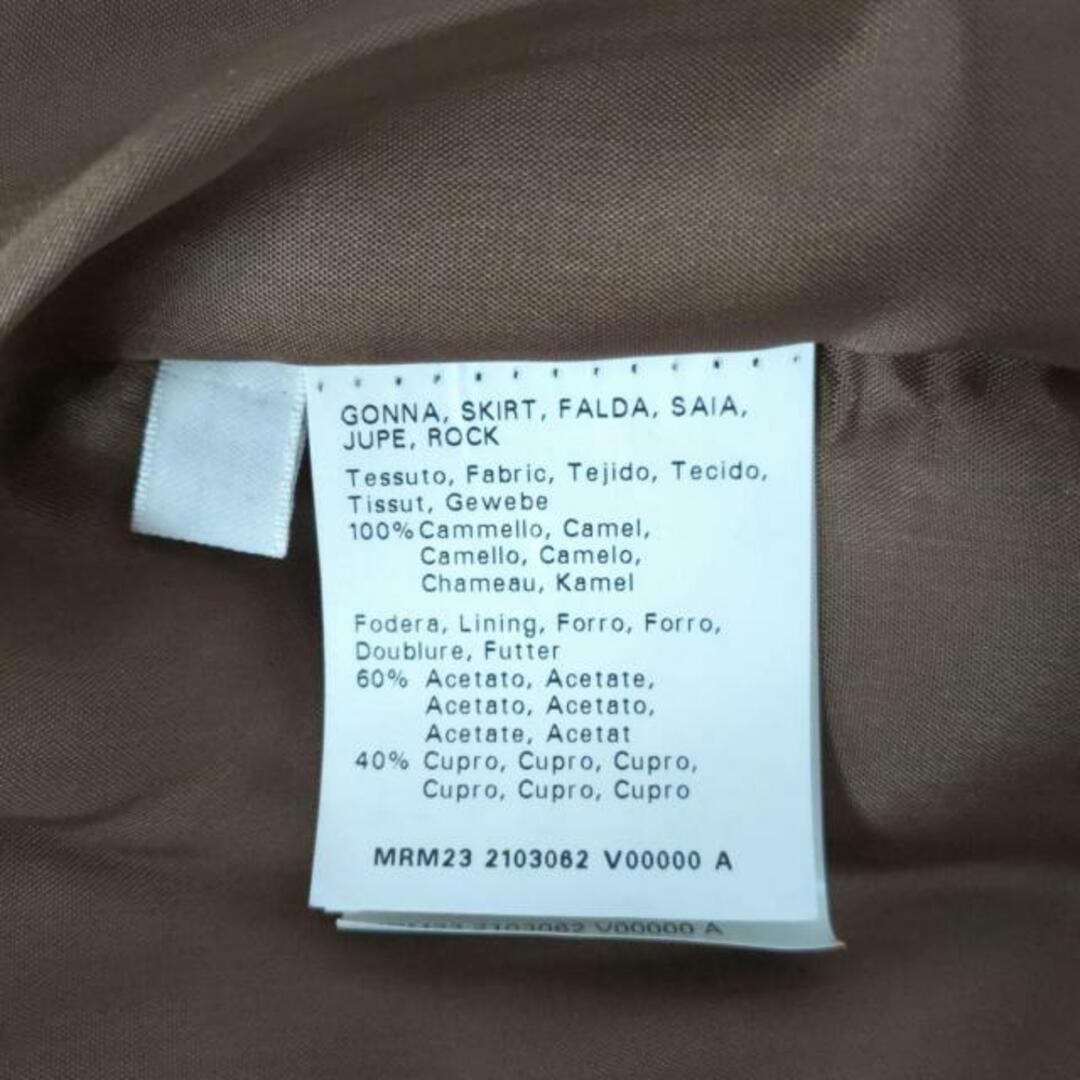 GONNA, SKIRT, FALDA, SAIA,
JUPE, ROCK
Tessuto, Fabric, Tejido, Tecido,
Tissut, Gewebe
100% Cammello, Camel,
Camello, Camelo,
Chameau, Kamel
Fodera, Lining, Forro, Forro,
Doublure, Futter
60% Acetato, Acetate,
Acetato, Acetato,
Acetate, Acetat
40% Cupro, Cupro, Cupro,
Cupro, Cupro, Cupro
MRM23 2103062 V00000 A
2103062 V00000 A